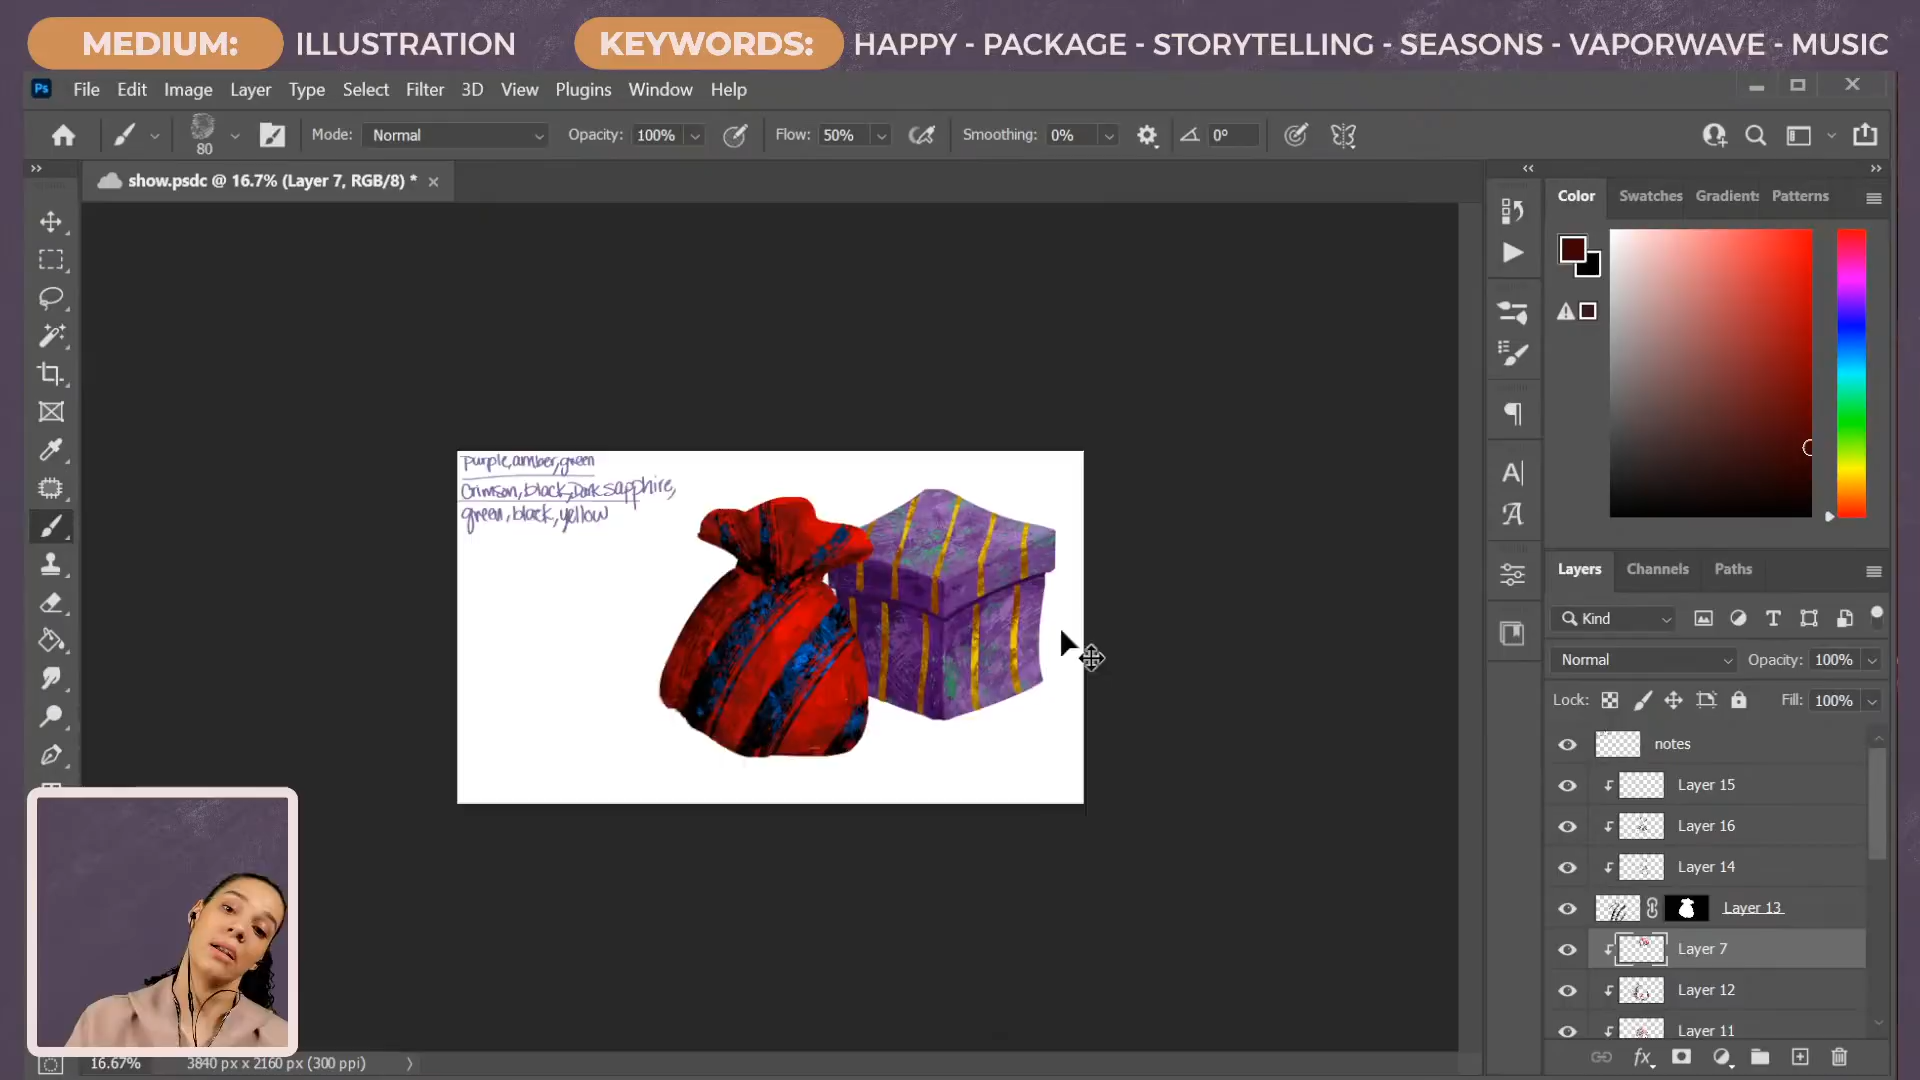 MEDIUM: ILLUSTRATION KEYWORDS: HAPPY - PACKAGE - STORYTELLING - SEASONS - VAPORWAVE - MUSIC
Ps File Edit Image Layer Type Select Filter 3D View Plugins Window Help
80 Mode: Normal Opacity: 100% Flow: 50% Smoothing: 0% 0°
show.psdc @ 16.7% (Layer 7, RGB/8) *
Color Swatches Gradients Patterns
purple, amber, green
Crimson, black, Dark sapphire,
green, black, yellow
Layers Channels Paths
Kind
Normal Opacity: 100%
Lock: Fill: 100%
notes
Layer 15
Layer 16
Layer 14
Layer 13
Layer 7
Layer 12
Layer 11
fx
16.67% 3840 px x 2160 px (300 ppi)